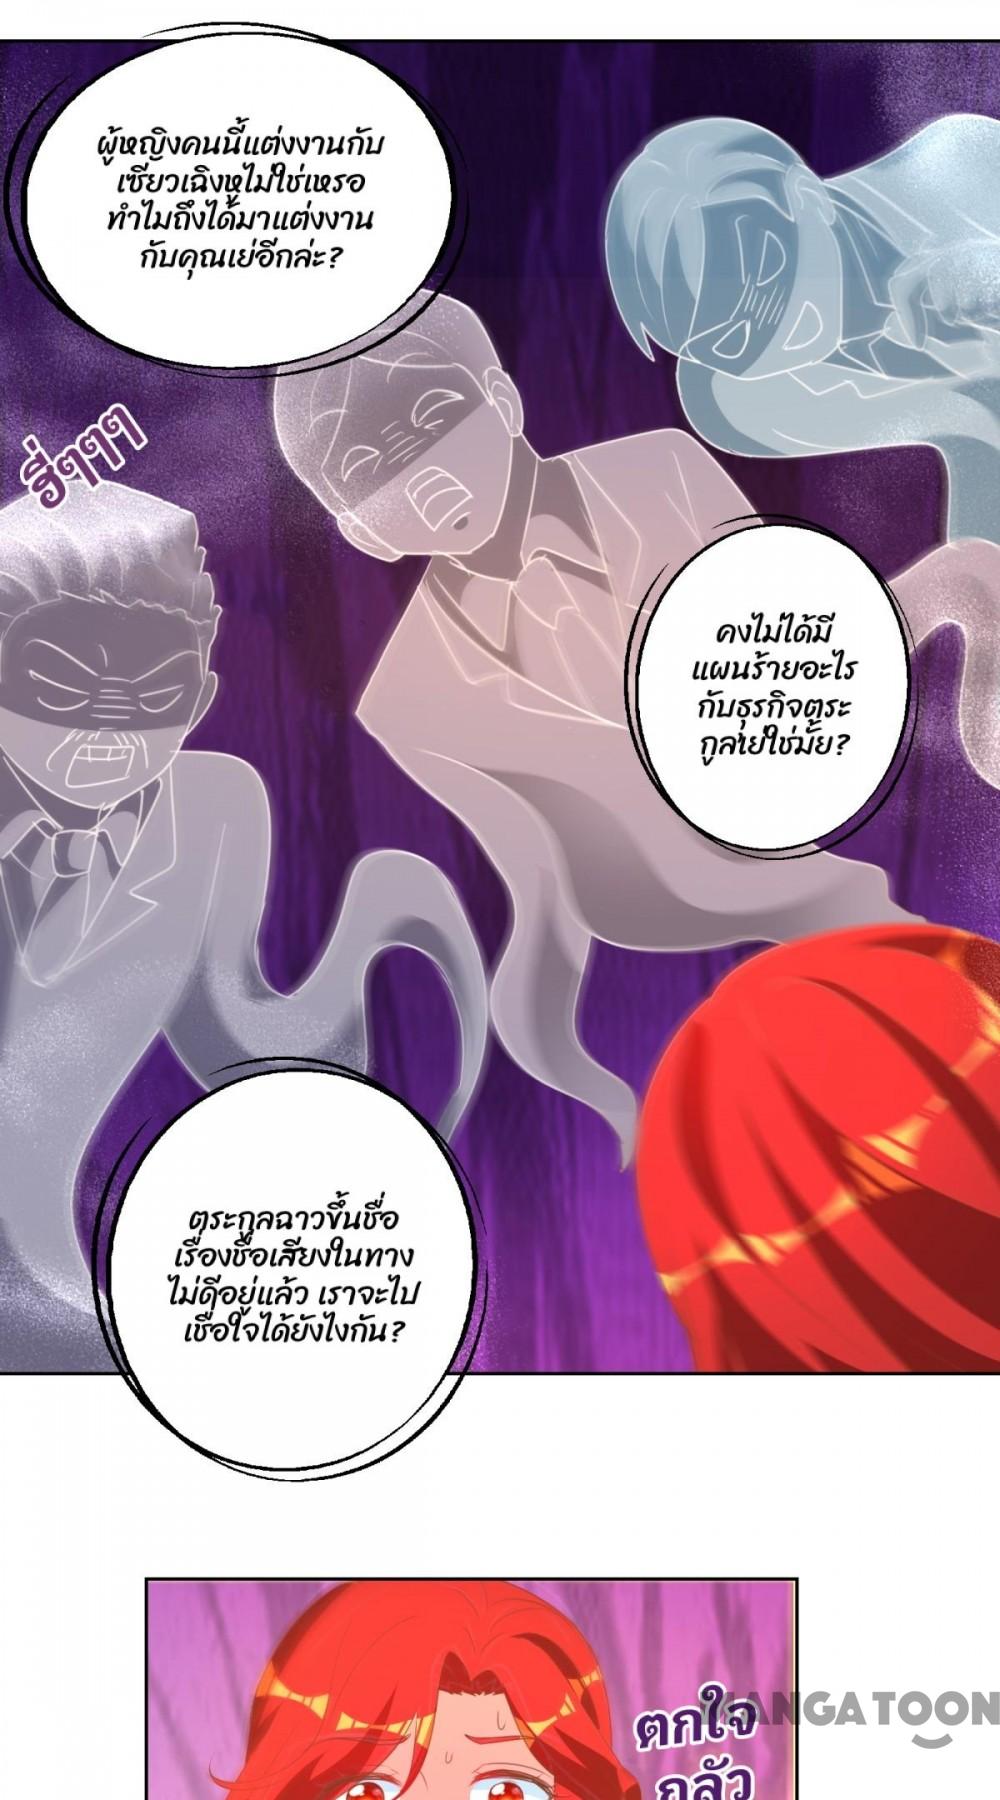 ผู้หญิงคนนี้แต่งงานกับ
เซียวเฉิงหูไม่ใช่เหรอ
ทำไมถึงได้มาแต่งงาน
กับคุณเย่อีกล่ะ?
ฮึ่ๆๆๆ
คงไม่ได้มี
แผนร้ายอะไร
กับธุรกิจตระ
กูลเย่ใช่มั้ย?
ตระกูลฉาวขึ้นชื่อ
เรื่องชื่อเสียงในทาง
ไม่ดีอยู่แล้ว เราจะไป
เชื่อใจได้ยังไงกัน?
ตกใจ
กลัว
MANGATOON